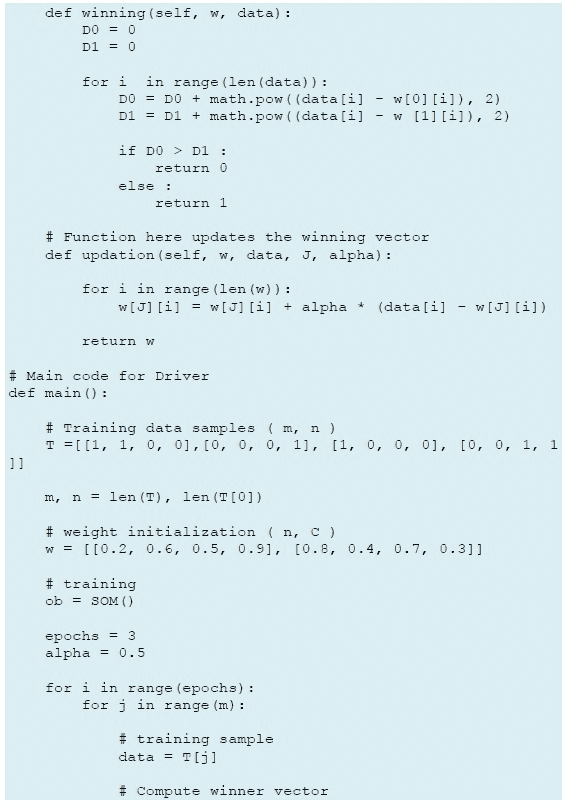 def winning(self, w, data):
D0 = 0
D1 = 0
for i  in range(len(data)):
D0 = D0 + math.pow((data[i] - w[0][i]), 2)
D1 = D1 + math.pow((data[i] - w [1][i]), 2)
if D0 > D1 :
return 0
else :
return 1
# Function here updates the winning vector
def updation(self, w, data, J, alpha):
for i in range(len(w)):
w[J][i] = w[J][i] + alpha * (data[i] - w[J][i])
return w
# Main code for Driver
def main():
# Training data samples ( m, n )
T =[[1, 1, 0, 0],[0, 0, 0, 1], [1, 0, 0, 0], [0, 0, 1, 1
]]
m, n = len(T), len(T[0])
# weight initialization ( n, C )
w = [[0.2, 0.6, 0.5, 0.9], [0.8, 0.4, 0.7, 0.3]]
# training
ob = SOM()
epochs = 3
alpha = 0.5
for i in range(epochs):
for j in range(m):
# training sample
data = T[j]
# Compute winner vector